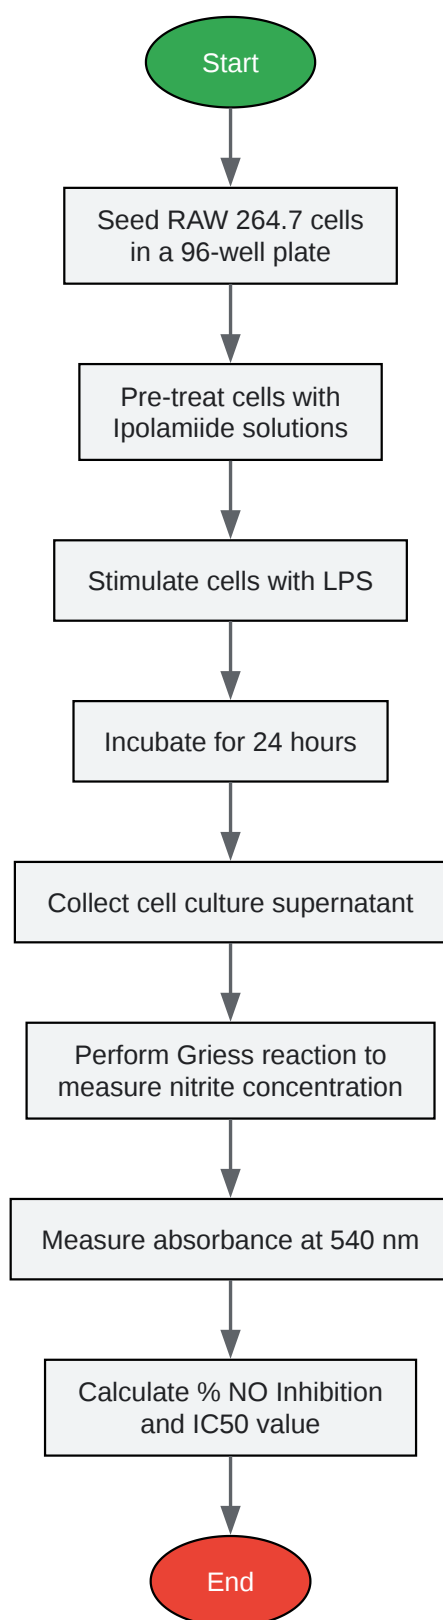 Start
Seed RAW 264.7 cells
in a 96-well plate
Pre-treat cells with
Ipolamiide solutions
Stimulate cells with LPS
Incubate for 24 hours
Collect cell culture supernatant
Perform Griess reaction to
measure nitrite concentration
Measure absorbance at 540 nm
Calculate % NO Inhibition
and IC50 value
End